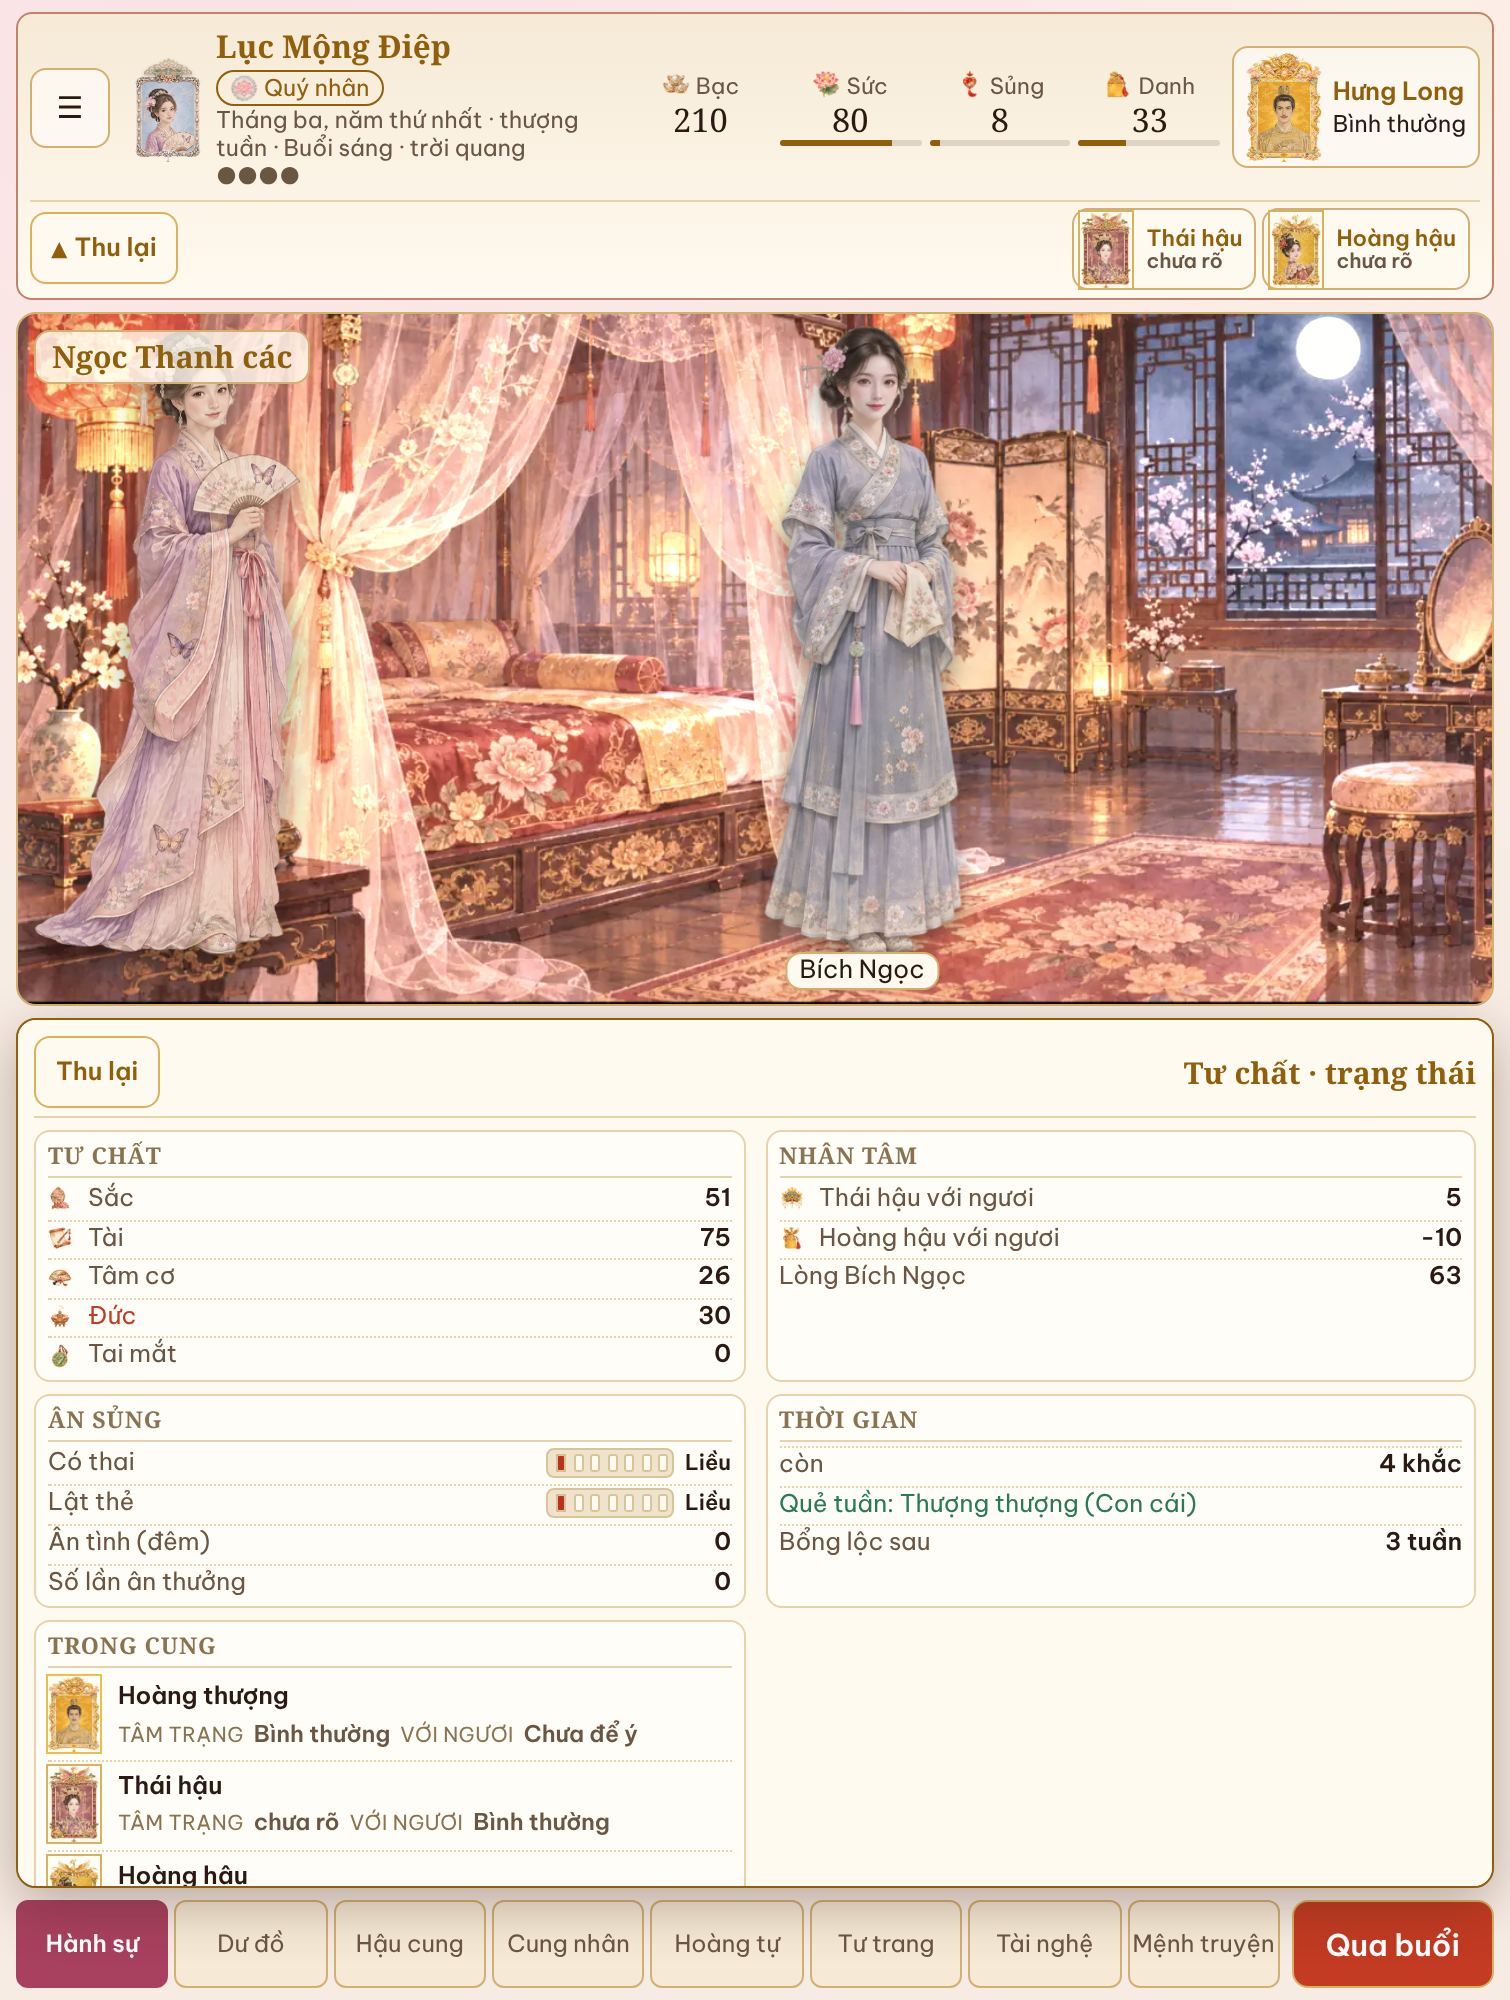 Lục Mộng Điệp
Quý nhân
Tháng ba, năm thứ nhất · thượng
tuần · Buổi sáng · trời quang
Bạc
210
Sức
80
Sủng
8
Danh
33
Hưng Long
Bình thường
▲ Thu lại
Thái hậu
chưa rõ
Hoàng hậu
chưa rõ
Ngọc Thanh các
Bích Ngọc
Thu lại
Tư chất · trạng thái
TƯ CHẤT
Sắc 51
Tài 75
Tâm cơ 26
Đức 30
Tai mắt 0
NHÂN TÂM
Thái hậu với ngươi 5
Hoàng hậu với ngươi -10
Lòng Bích Ngọc 63
ÂN SỦNG
Có thai Liều
Lật thẻ Liều
Ân tình (đêm) 0
Số lần ân thưởng 0
THỜI GIAN
còn 4 khắc
Quẻ tuần: Thượng thượng (Con cái)
Bổng lộc sau 3 tuần
TRONG CUNG
Hoàng thượng
TÂM TRẠNG Bình thường VỚI NGƯƠI Chưa để ý
Thái hậu
TÂM TRẠNG chưa rõ VỚI NGƯƠI Bình thường
Hoàng hậu
Hành sự
Dư đồ
Hậu cung
Cung nhân
Hoàng tự
Tư trang
Tài nghệ
Mệnh truyện
Qua buổi